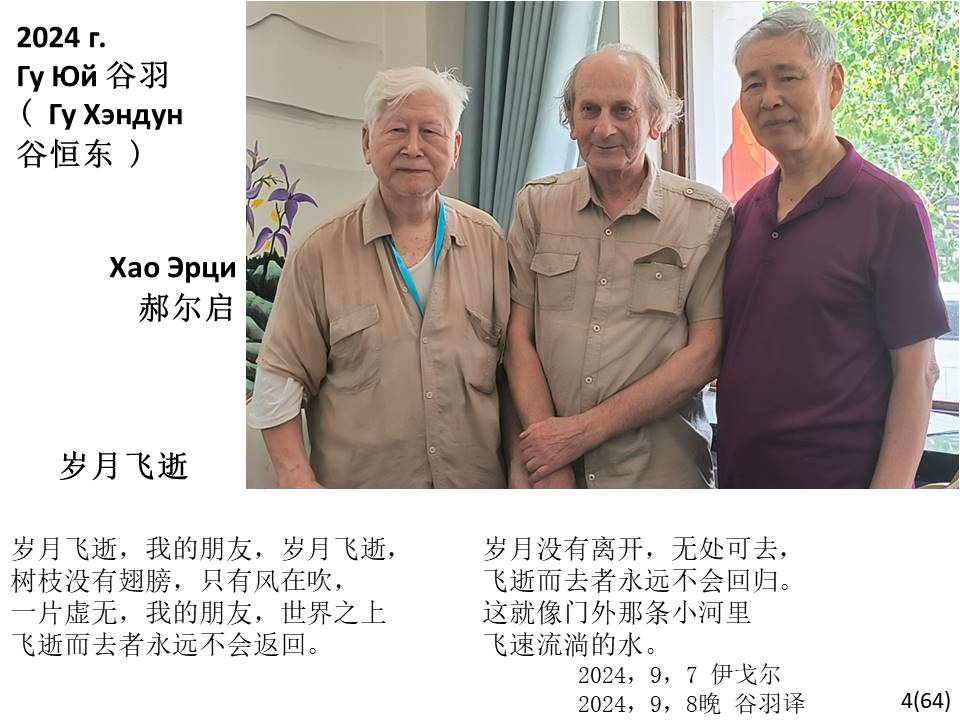 2024 г.
Гу Юй 谷羽
( Гу Хэндун
谷恒东 )
Хао Эрци
郝尔启
岁月飞逝
岁月飞逝，我的朋友，岁月飞逝，
树枝没有翅膀，只有风在吹，
一片虚无，我的朋友，世界之上
飞逝而去者永远不会返回。
岁月没有离开，无处可去，
飞逝而去者永远不会回归。
这就像门外那条小河里
飞速流淌的水。
2024，9，7 伊戈尔
2024，9，8晚 谷羽译
4(64)